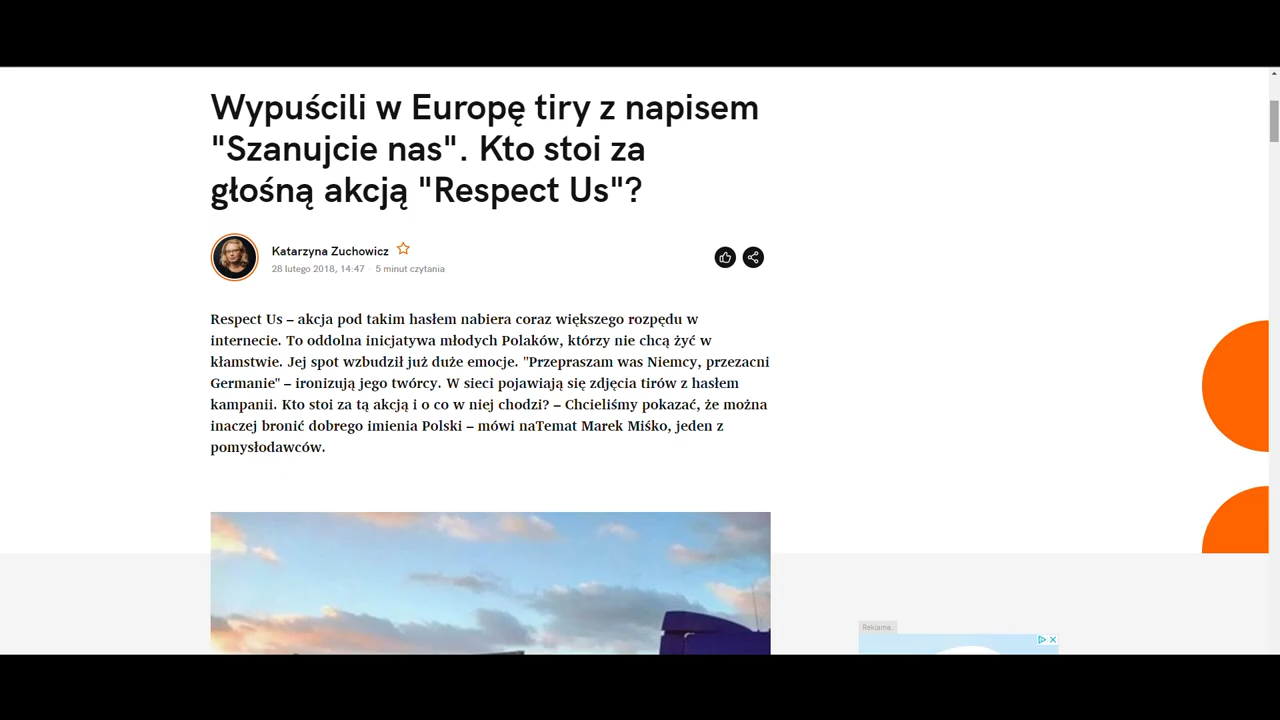 Wypuścili w Europę tiry z napisem
"Szanujcie nas". Kto stoi za
głośną akcją "Respect Us"?
Katarzyna Zuchowicz
28 lutego 2018, 14:47 · 5 minut czytania
Respect Us – akcja pod takim hasłem nabiera coraz większego rozpędu w
internecie. To oddolna inicjatywa młodych Polaków, którzy nie chcą żyć w
kłamstwie. Jej spot wzbudził już duże emocje. "Przepraszam was Niemcy, przezacni
Germanie" – ironizują jego twórcy. W sieci pojawiają się zdjęcia tirów z hasłem
kampanii. Kto stoi za tą akcją i o co w niej chodzi? – Chcieliśmy pokazać, że można
inaczej bronić dobrego imienia Polski – mówi naTemat Marek Miśko, jeden z
pomysłodawców.
Reklama.